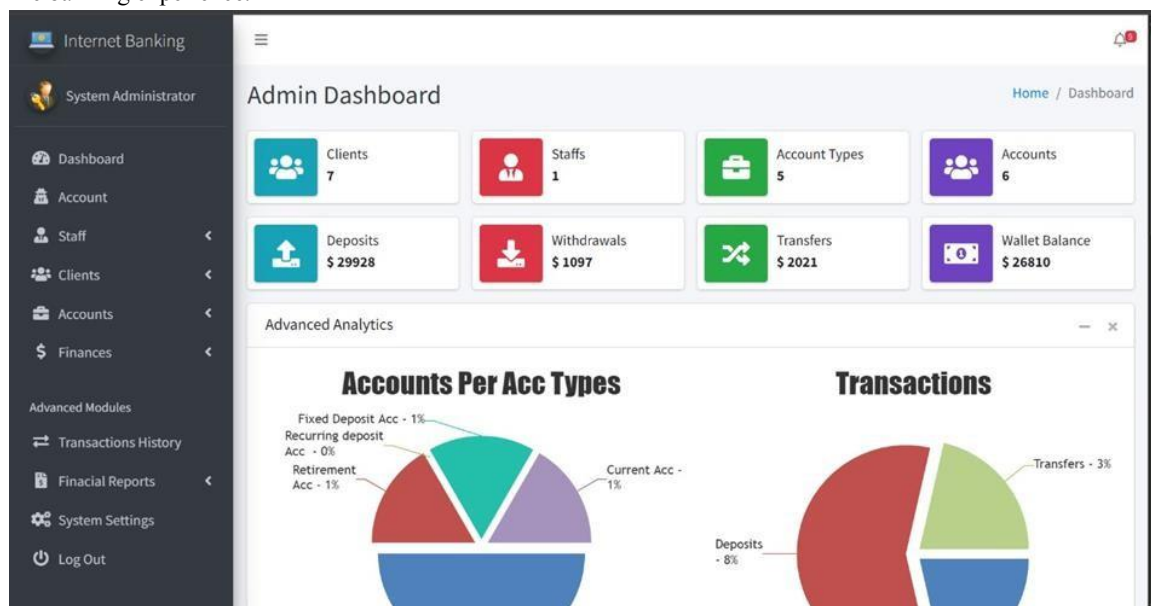 Internet Banking
5
System Administrator
Admin Dashboard
Home / Dashboard
Dashboard
Account
Staff
Clients
Accounts
$ Finances
Advanced Modules
Transactions History
Finacial Reports
System Settings
Log Out
Clients
7
Staffs
1
Account Types
5
Accounts
6
Deposits
$ 29928
Withdrawals
$ 1097
Transfers
$ 2021
Wallet Balance
$ 26810
Advanced Analytics
Accounts Per Acc Types
Fixed Deposit Acc - 1%
Recurring deposit
Acc - 0%
Retirement
Acc - 1%
Current Acc -
1%
Transactions
Transfers - 3%
Deposits
- 8%